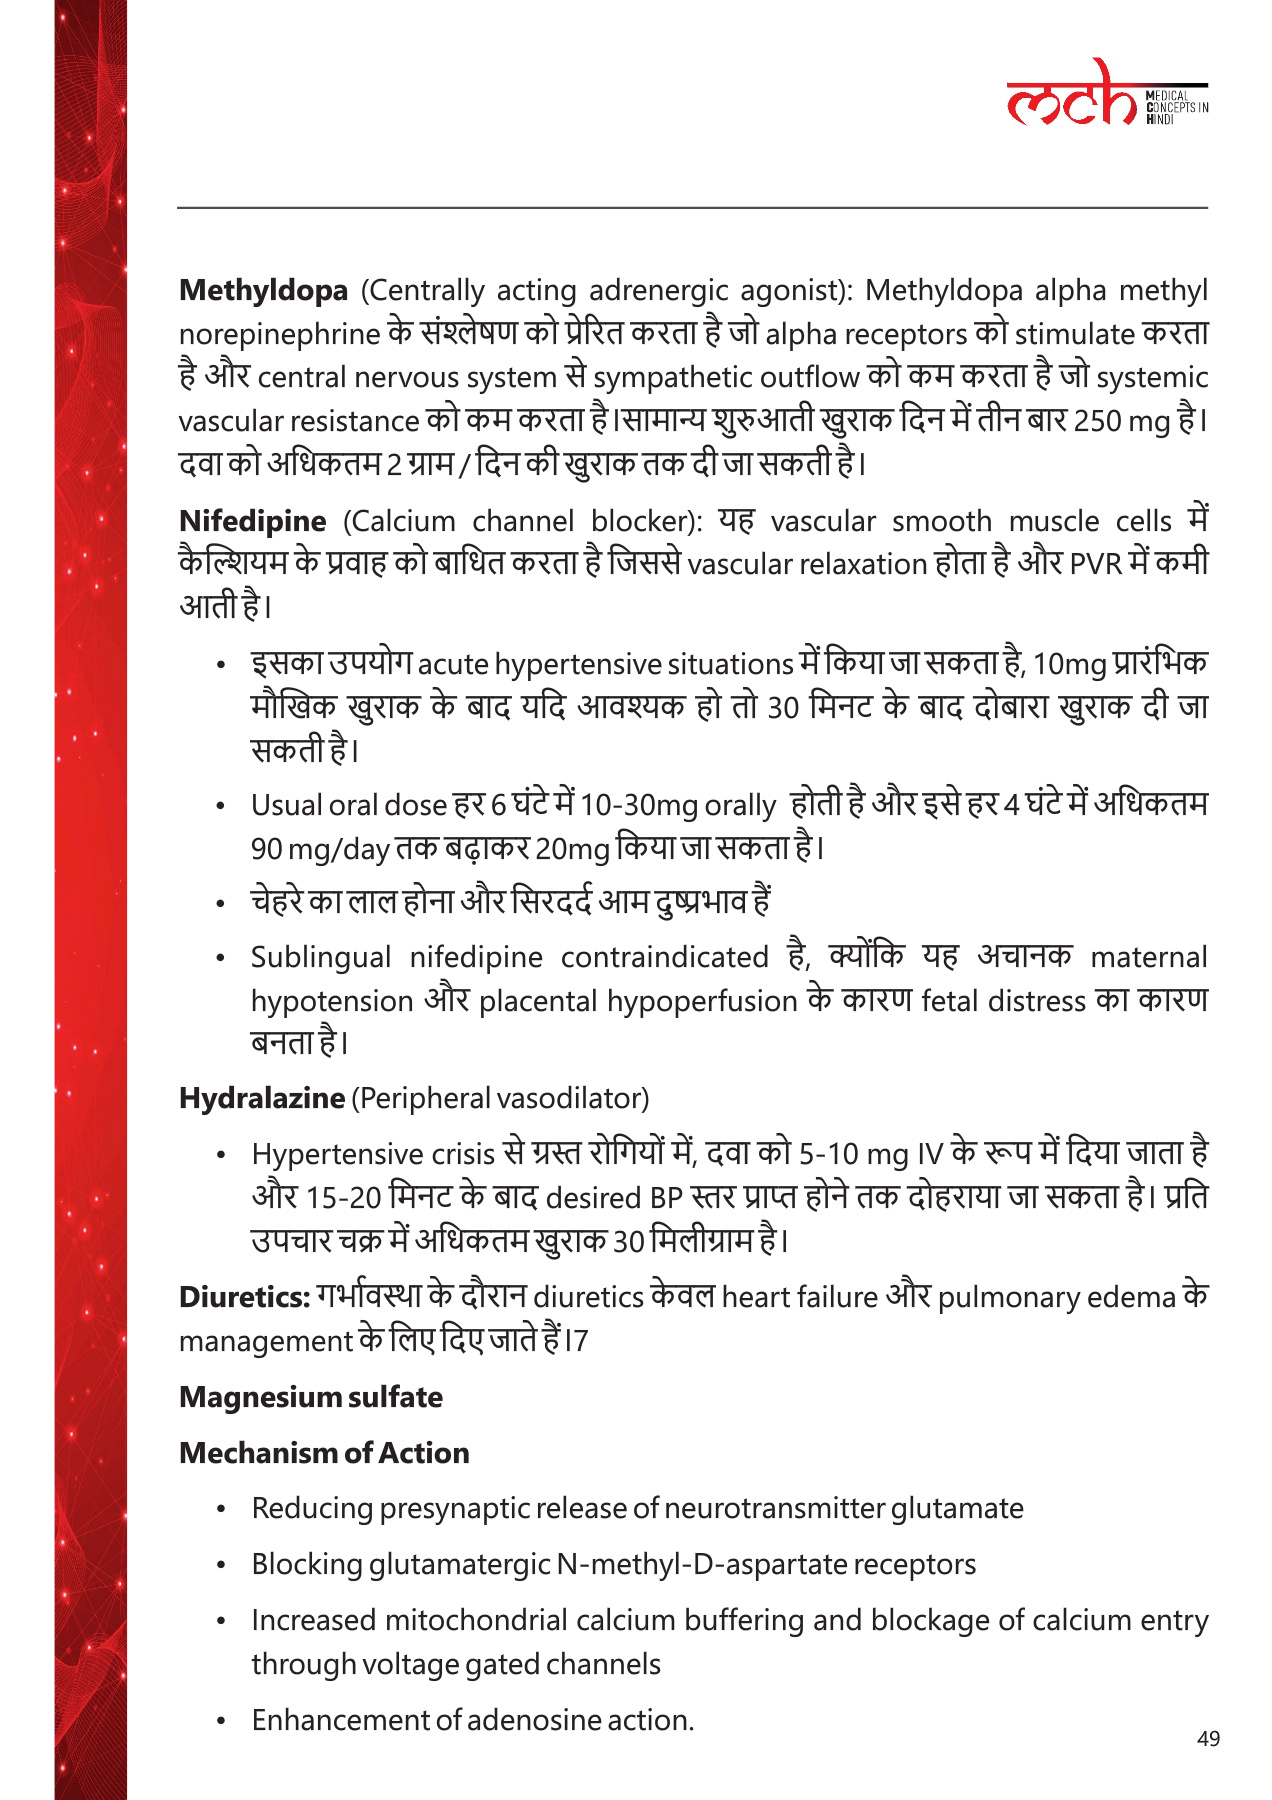 mch MEDICAL
CONCEPTS IN
HINDI
Methyldopa (Centrally acting adrenergic agonist): Methyldopa alpha methyl
norepinephrine के संश्लेषण को प्रेरित करता है जो alpha receptors को stimulate करता
है और central nervous system से sympathetic outflow को कम करता है जो systemic
vascular resistance को कम करता है।सामान्य शुरुआती खुराक दिन में तीन बार 250 mg है।
दवा को अधिकतम 2 ग्राम / दिन की खुराक तक दी जा सकती है।
Nifedipine (Calcium channel blocker): यह vascular smooth muscle cells में
कैल्शियम के प्रवाह को बाधित करता है जिससे vascular relaxation होता है और PVR में कमी
आती है।
• इसका उपयोग acute hypertensive situations में किया जा सकता है, 10mg प्रारंभिक
मौखिक खुराक के बाद यदि आवश्यक हो तो 30 मिनट के बाद दोबारा खुराक दी जा
सकती है।
• Usual oral dose हर 6 घंटे में 10-30mg orally होती है और इसे हर 4 घंटे में अधिकतम
90 mg/day तक बढ़ाकर 20mg किया जा सकता है।
• चेहरे का लाल होना और सिरदर्द आम दुष्प्रभाव हैं
• Sublingual nifedipine contraindicated है, क्योंकि यह अचानक maternal
hypotension और placental hypoperfusion के कारण fetal distress का कारण
बनता है।
Hydralazine (Peripheral vasodilator)
• Hypertensive crisis से ग्रस्त रोगियों में, दवा को 5-10 mg IV के रूप में दिया जाता है
और 15-20 मिनट के बाद desired BP स्तर प्राप्त होने तक दोहराया जा सकता है। प्रति
उपचार चक्र में अधिकतम खुराक 30 मिलीग्राम है।
Diuretics: गर्भावस्था के दौरान diuretics केवल heart failure और pulmonary edema के
management के लिए दिए जाते हैं।7
Magnesium sulfate
Mechanism of Action
• Reducing presynaptic release of neurotransmitter glutamate
• Blocking glutamatergic N-methyl-D-aspartate receptors
• Increased mitochondrial calcium buffering and blockage of calcium entry
through voltage gated channels
• Enhancement of adenosine action.
49